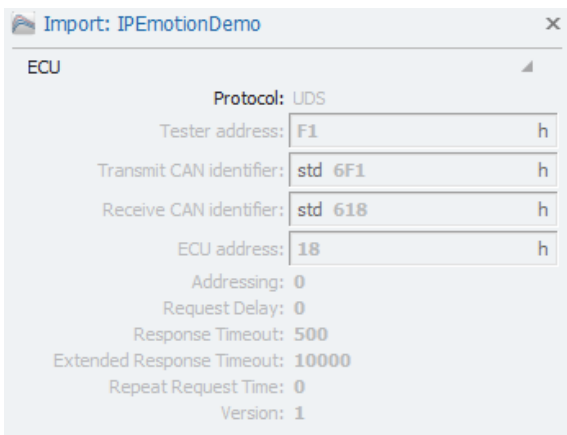 Import: IPEmotionDemo ×
ECU
Protocol: UDS
Tester address: F1 h
Transmit CAN identifier: std 6F1 h
Receive CAN identifier: std 618 h
ECU address: 18 h
Addressing: 0
Request Delay: 0
Response Timeout: 500
Extended Response Timeout: 10000
Repeat Request Time: 0
Version: 1